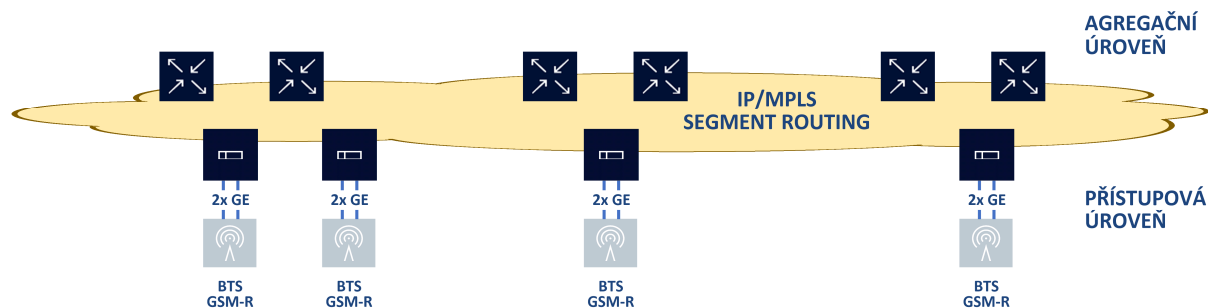 AGREGAČNÍ
ÚROVEŇ
IP/MPLS
SEGMENT ROUTING
2x GE
2x GE
2x GE
2x GE
PŘÍSTUPOVÁ
ÚROVEŇ
BTS
GSM-R
BTS
GSM-R
BTS
GSM-R
BTS
GSM-R